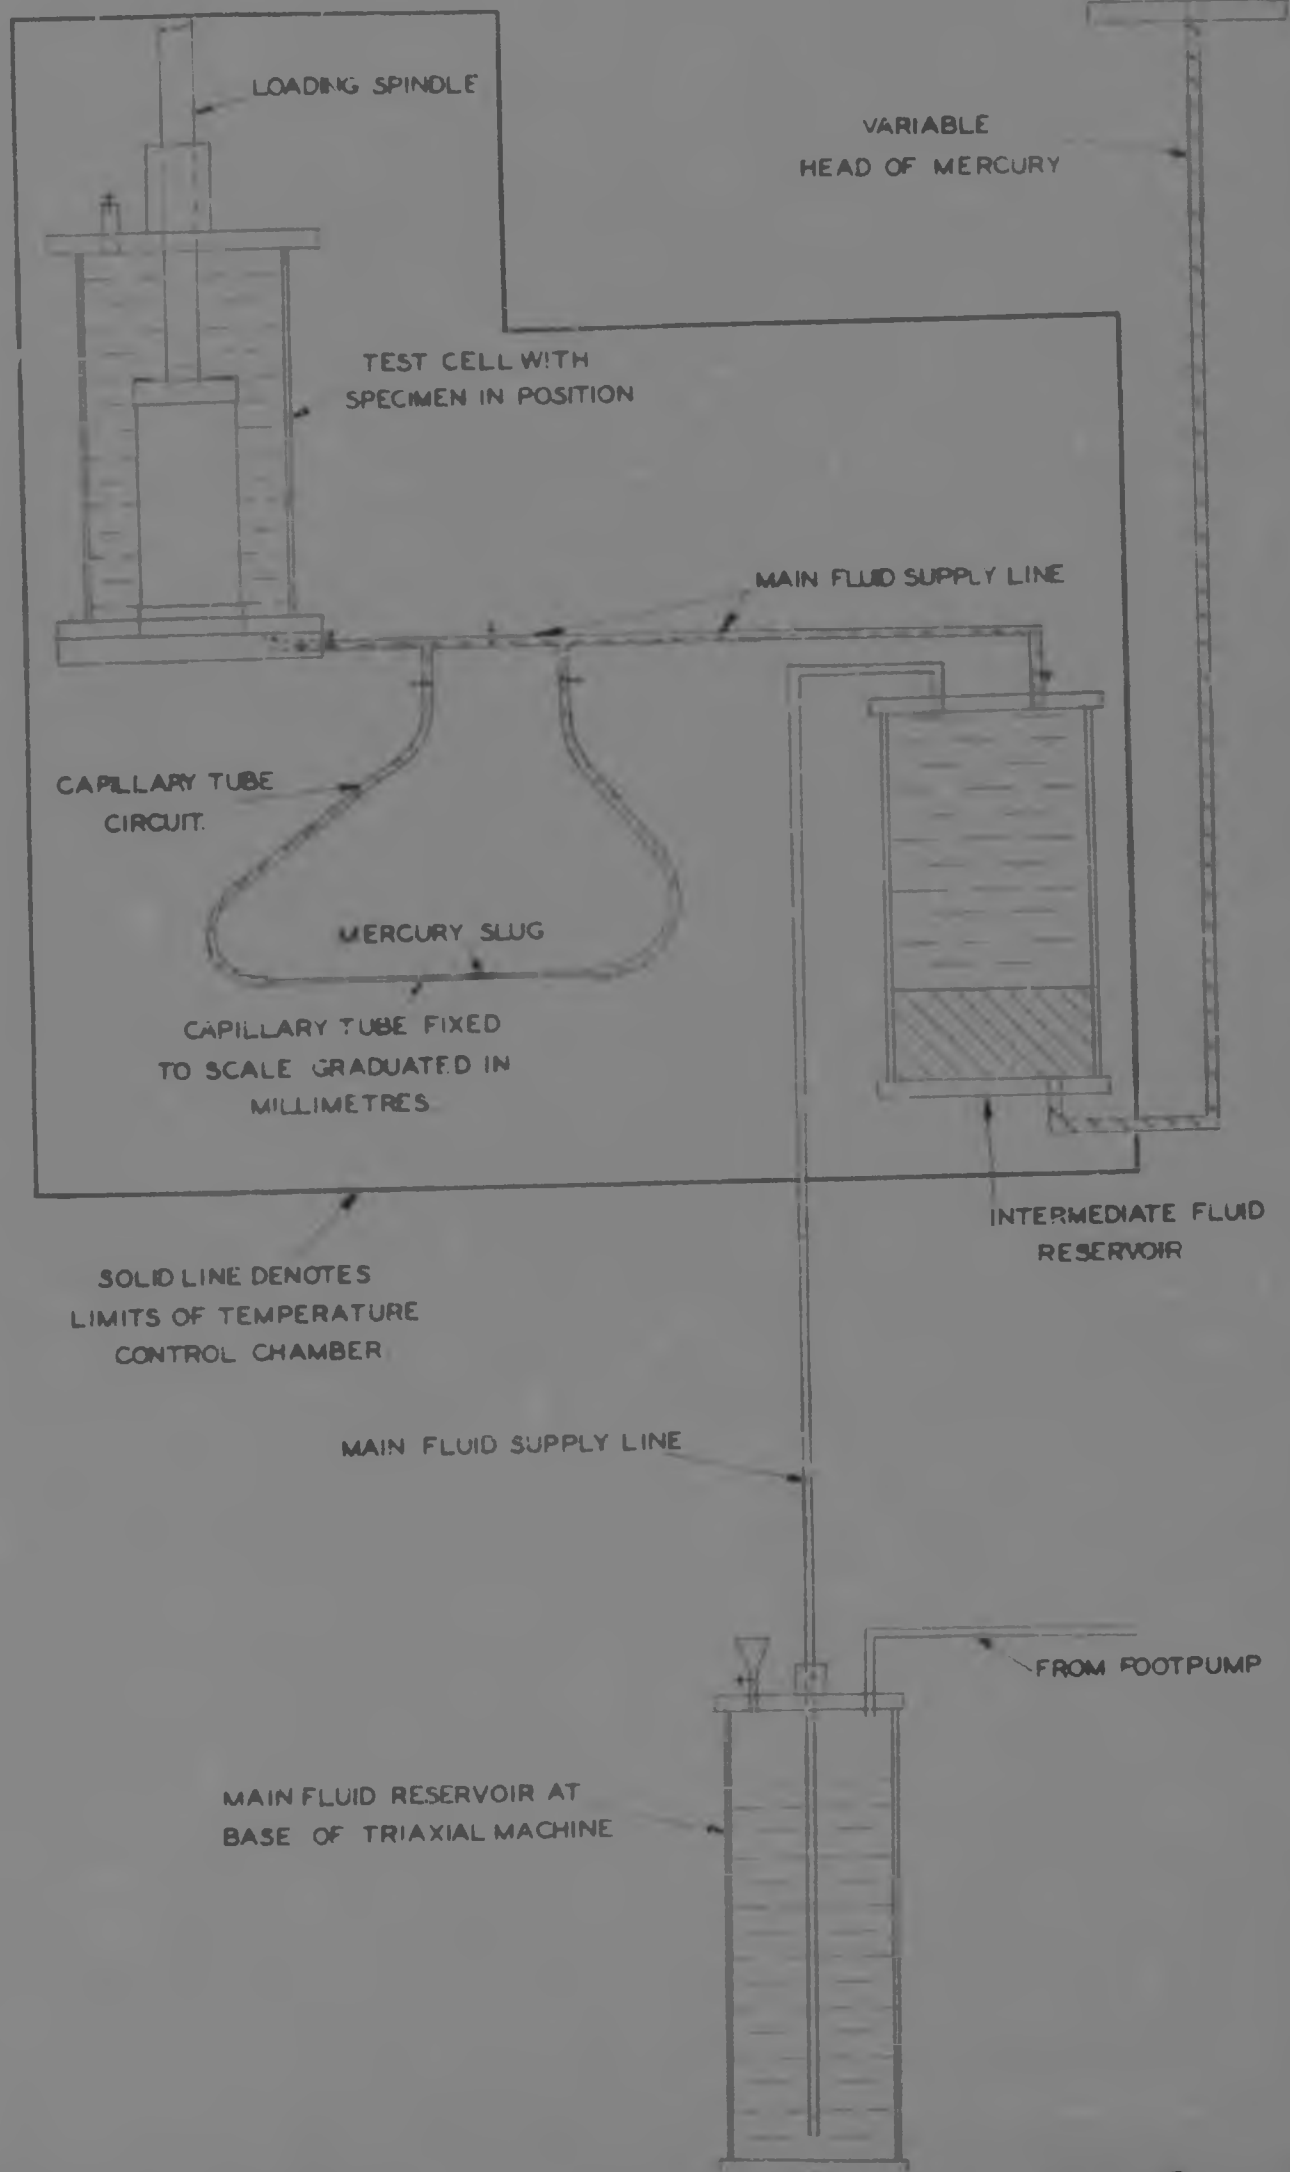 LOADING SPINDLE
VARIABLE
HEAD OF MERCURY
TEST CELL WITH
SPECIMEN IN POSITION
MAIN FLUID SUPPLY LINE
CAPILLARY TUBE
CIRCUIT.
MERCURY SLUG
CAPILLARY TUBE FIXED
TO SCALE GRADUATED IN
MILLIMETRES
INTERMEDIATE FLUID
RESERVOIR
SOLID LINE DENOTES
LIMITS OF TEMPERATURE
CONTROL CHAMBER
MAIN FLUID SUPPLY LINE
FROM FOOTPUMP
MAIN FLUID RESERVOIR AT
BASE OF TRIAXIAL MACHINE